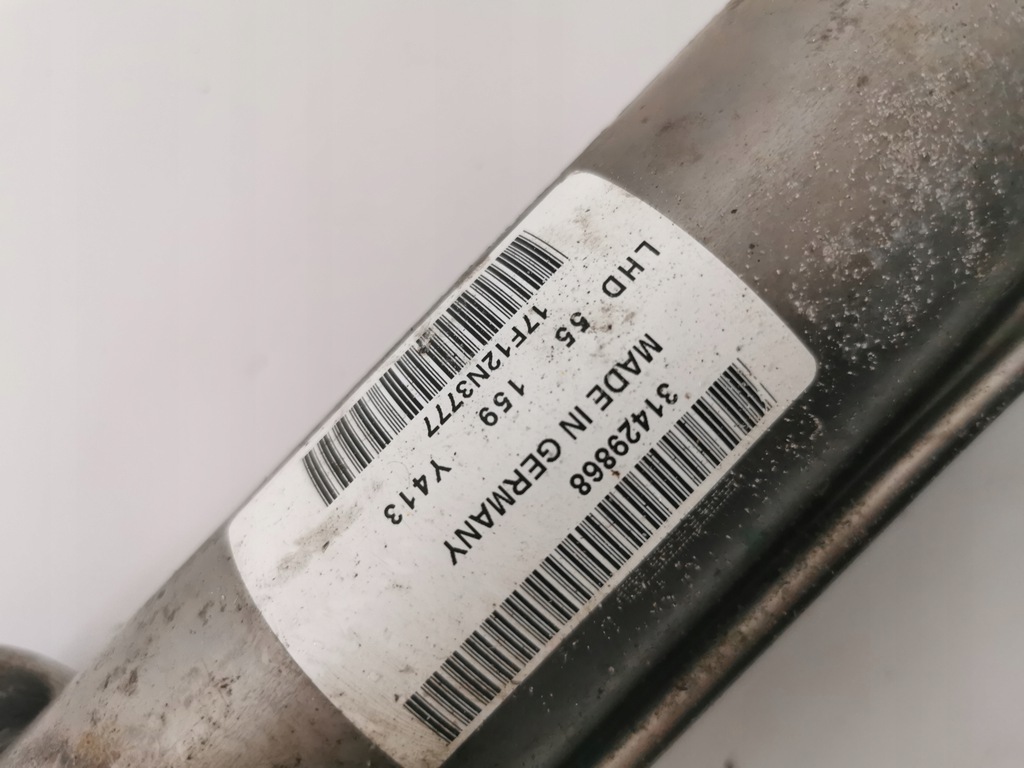 31429868
MADE IN GERMANY
LHD 55 159 Y413
17F12N3777